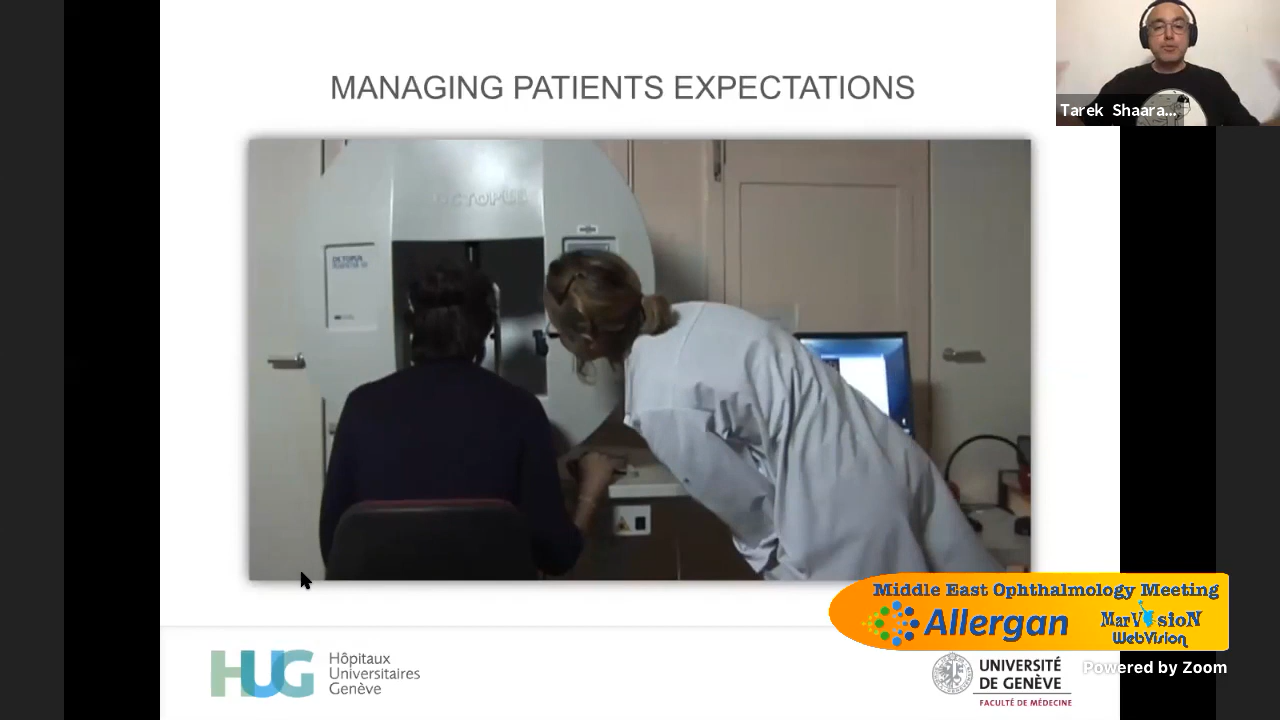 MANAGING PATIENTS EXPECTATIONS
Tarek Shaara...
OCTOPUS
Middle East Ophthalmology Meeting
Allergan
MarVisioN
WebVision
Powered by Zoom
HUG
Hôpitaux
Universitaires
Genève
UNIVERSITÉ
DE GENÈVE
FACULTÉ DE MÉDECINE